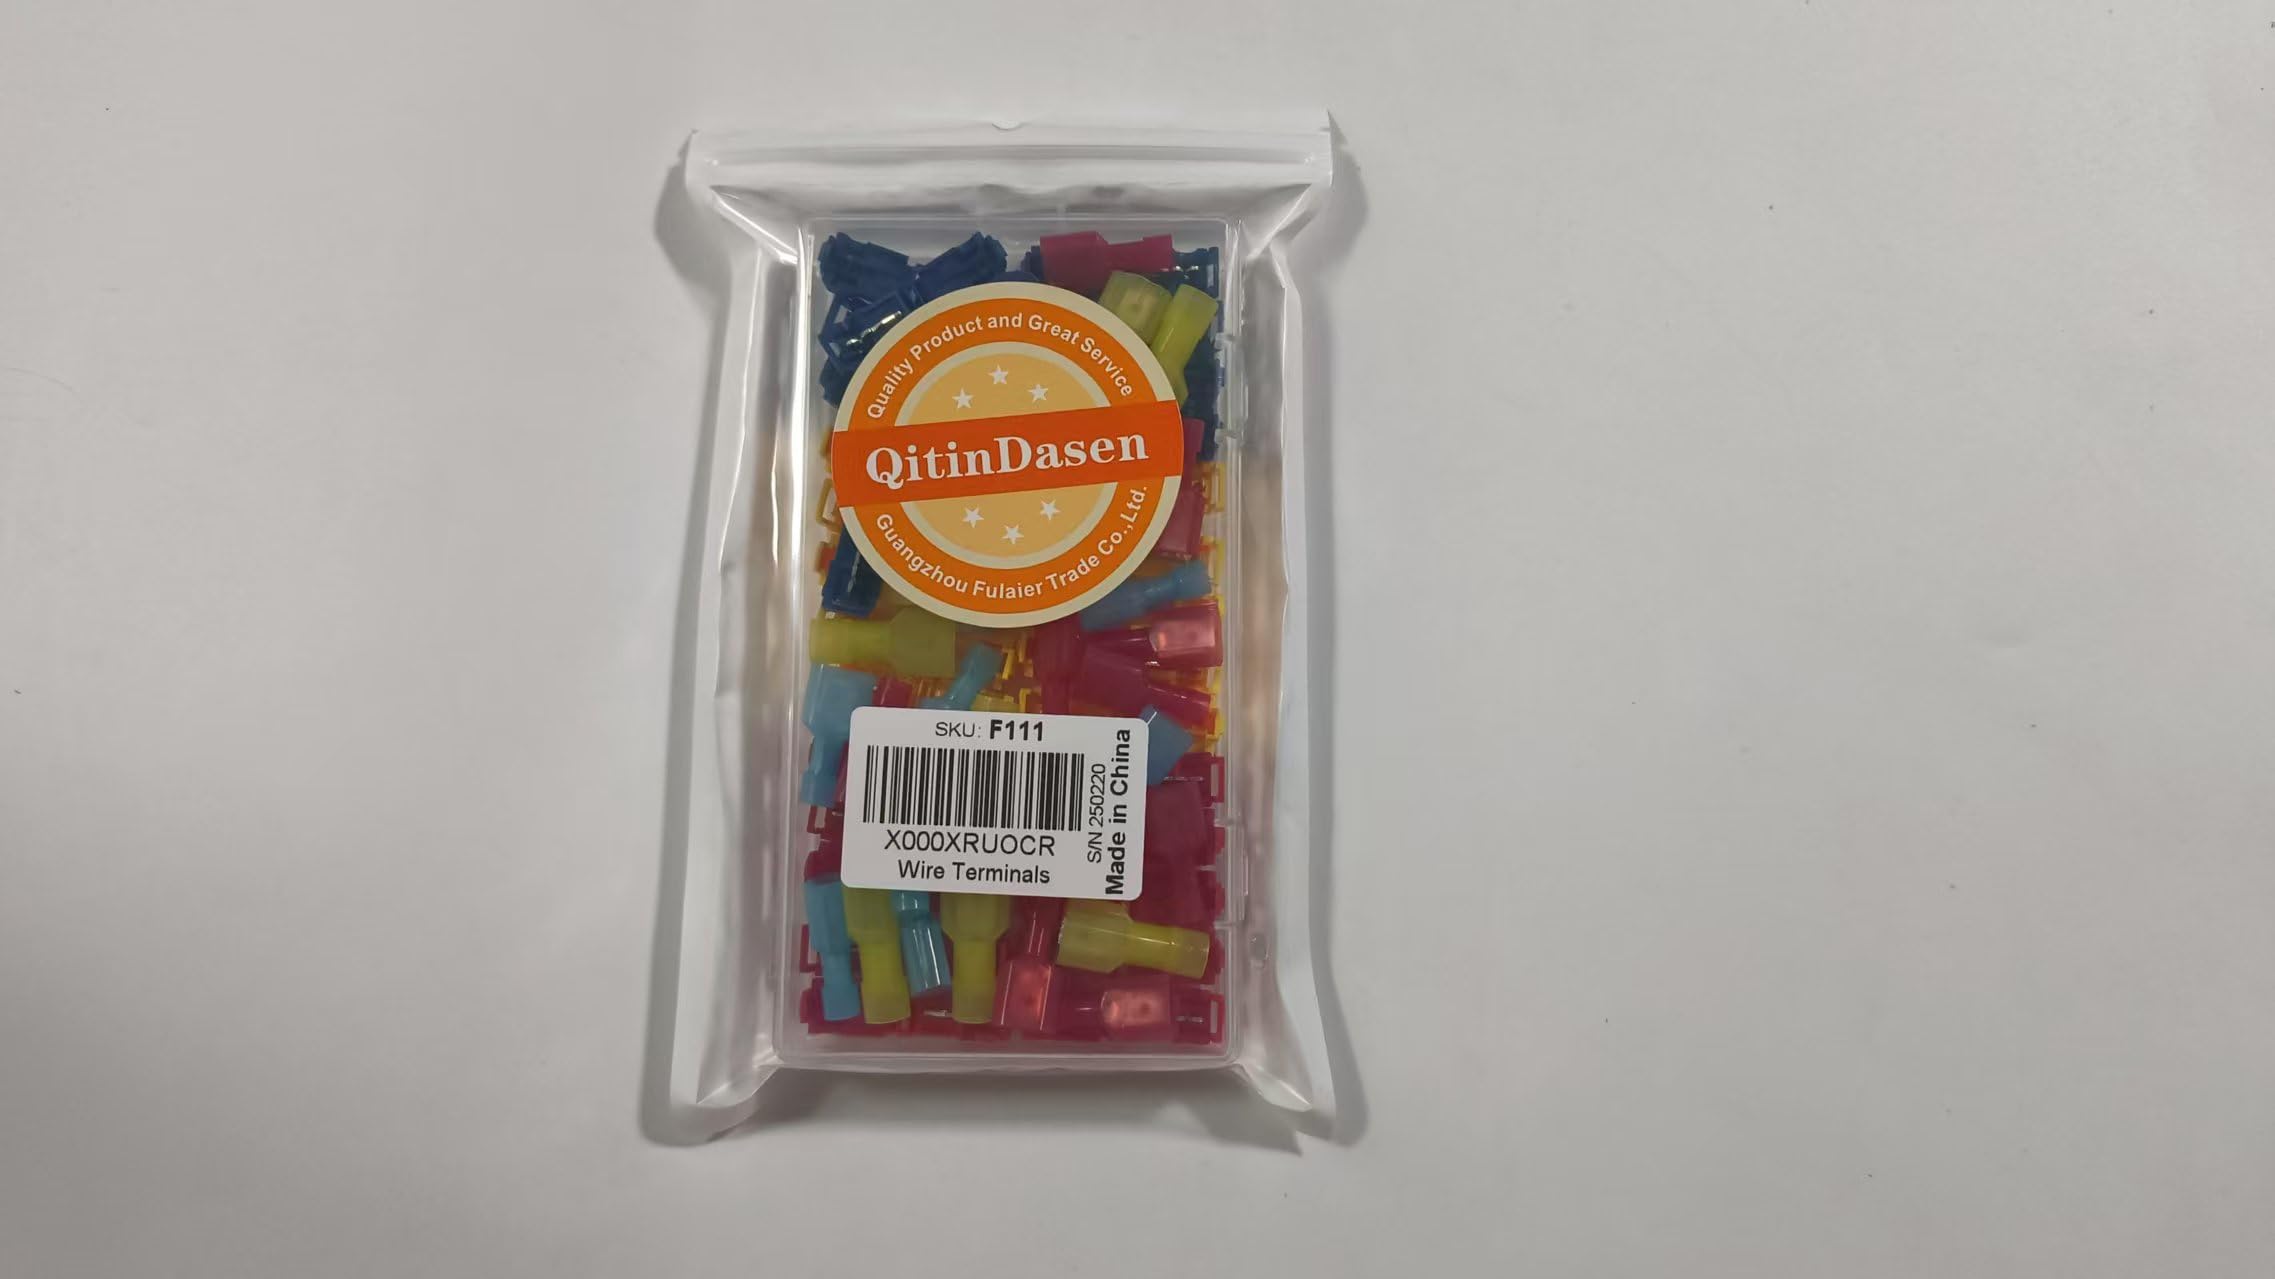 Quality Product and Great Service
QitinDasen
Guangzhou Fulaier Trade Co.,Ltd.
SKU: F111
X000XRUOCR
Wire Terminals
S/N 250220
Made in China